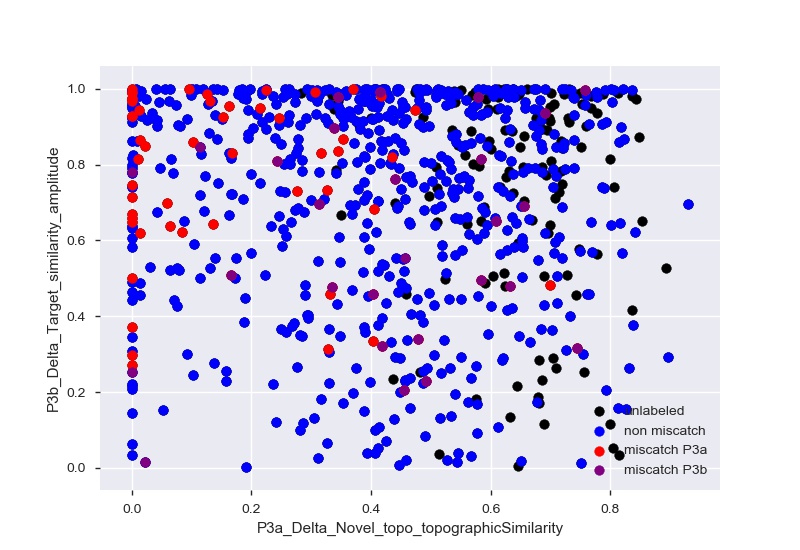 1.0
0.8
0.6
0.4
0.2
0.0
P3b_Delta_Target_similarity_amplitude
unlabeled
non miscatch
miscatch P3a
miscatch P3b
0.0 0.2 0.4 0.6 0.8
P3a_Delta_Novel_topo_topographicSimilarity